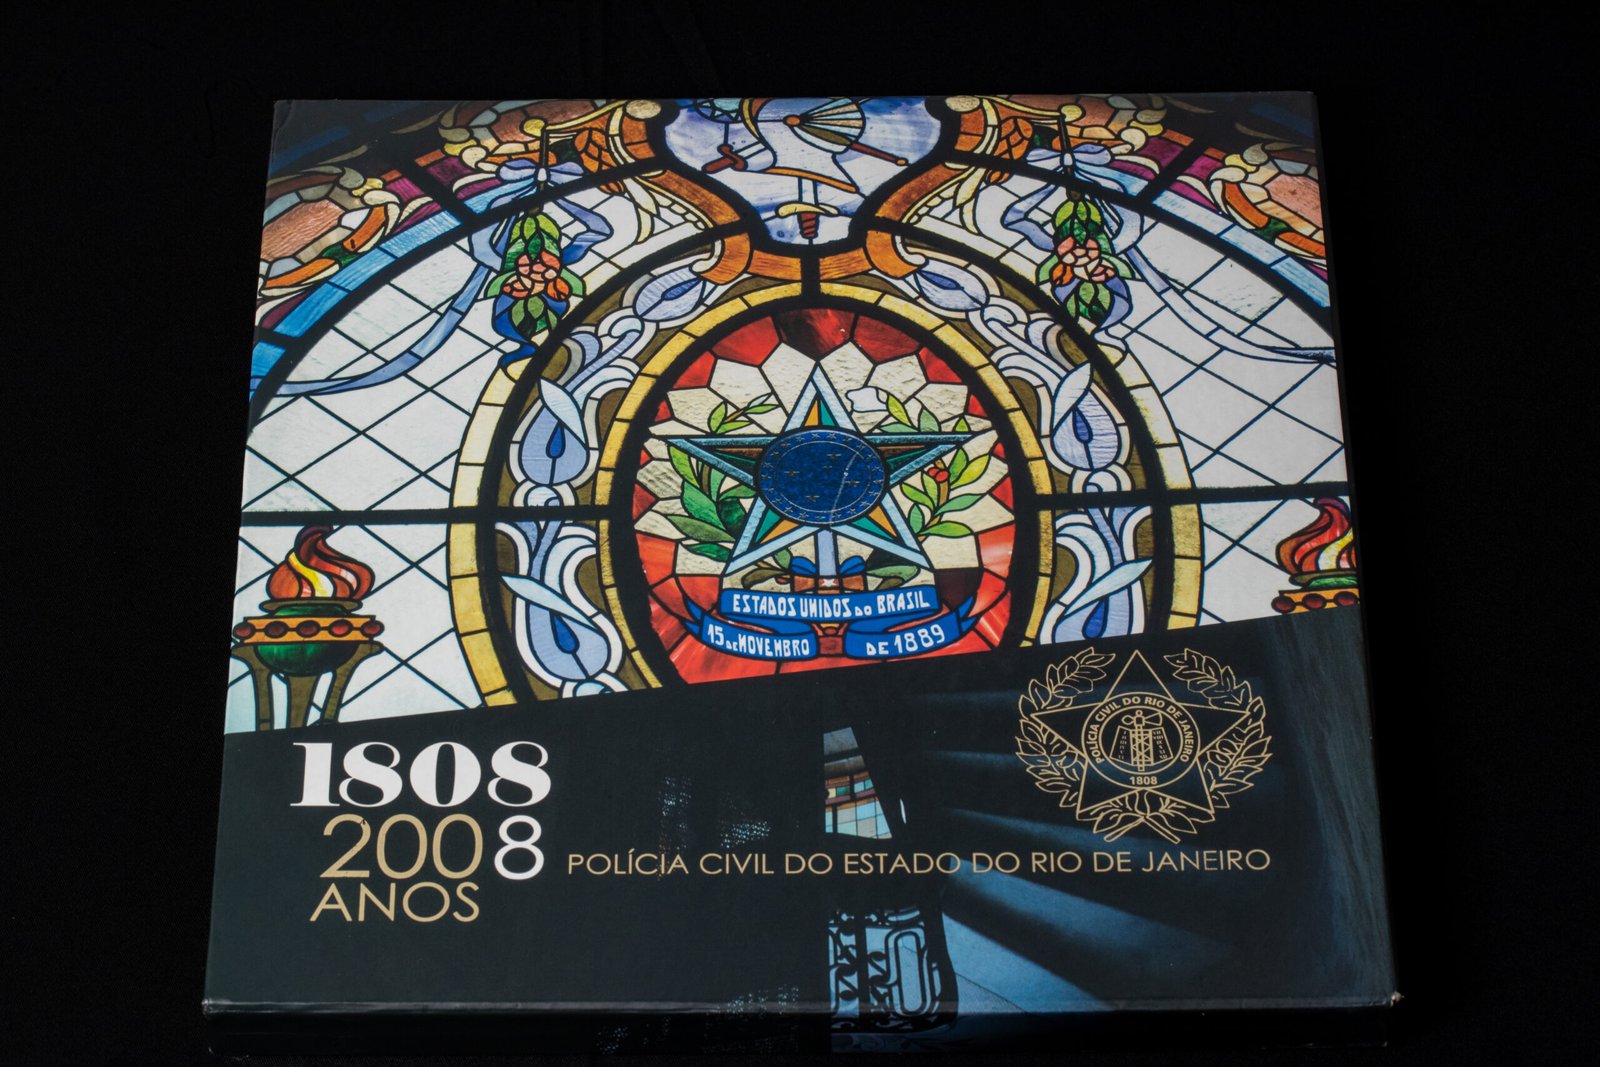 ESTADOS UNIDOS DO BRASIL
15 DE NOVEMBRO DE 1889
POLÍCIA CIVIL DO RIO DE JANEIRO
1808
1808
2008
ANOS
POLÍCIA CIVIL DO ESTADO DO RIO DE JANEIRO